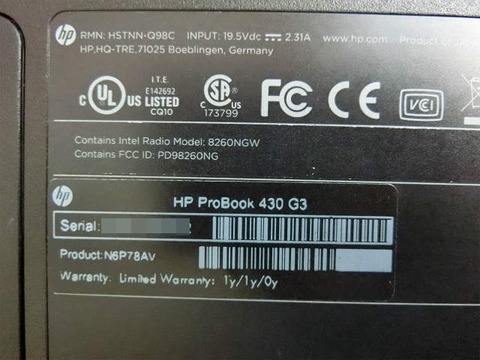 hp RMN: HSTNN-Q98C INPUT: 19.5Vdc ⎓ 2.31A www.hp.com Product of
HP,HQ-TRE,71025 Boeblingen, Germany
c UL US LISTED
I.T.E.
E142692
CQ10
SA
173799
FC CE VCI
Contains Intel Radio Model: 8260NGW
Contains FCC ID: PD98260NG
hp
HP ProBook 430 G3
Serial:
Product: N6P78AV
Warranty: Limited Warranty: 1y/1y/0y